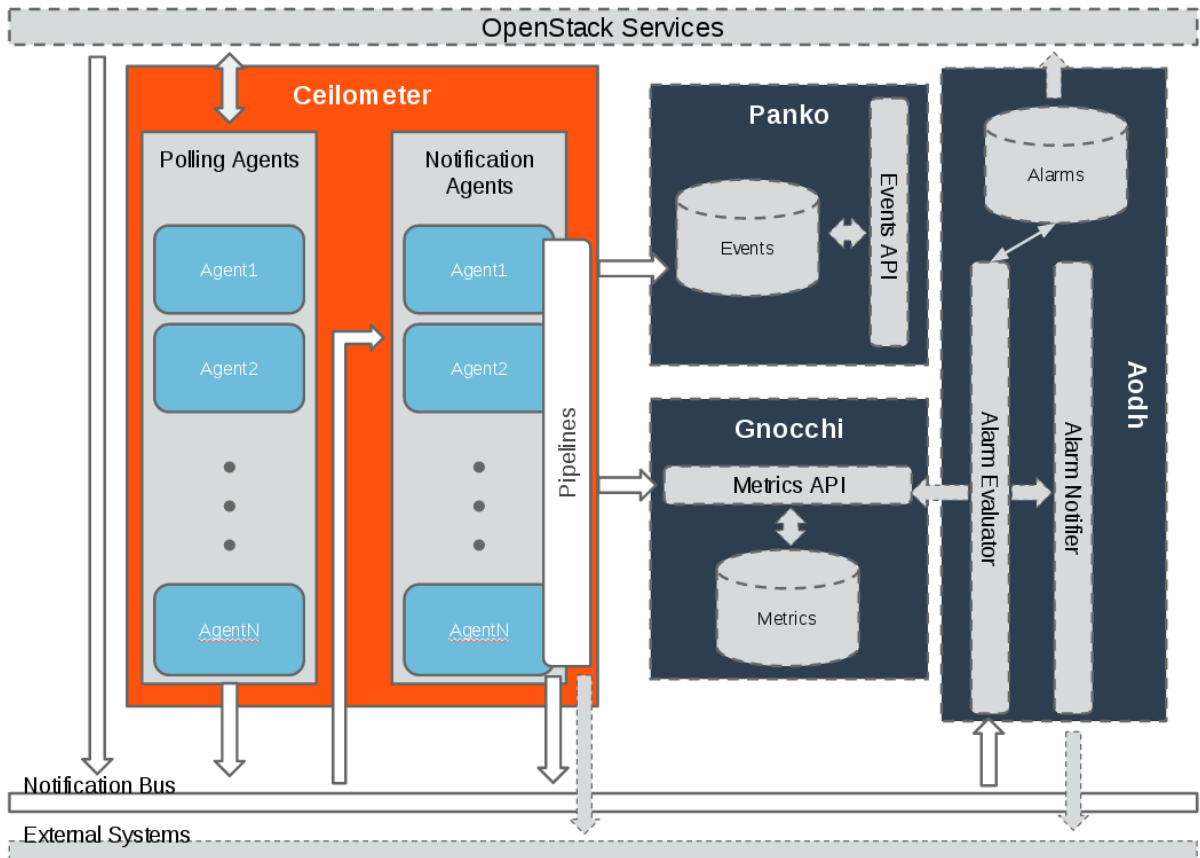 OpenStack Services
Ceilometer
Polling Agents
Agent1
Agent2
AgentN
Notification
Agents
Agent1
Agent2
AgentN
Pipelines
Panko
Events
Events API
Gnocchi
Metrics API
Metrics
Aodh
Alarms
Alarm Evaluator
Alarm Notifier
Notification Bus
External Systems